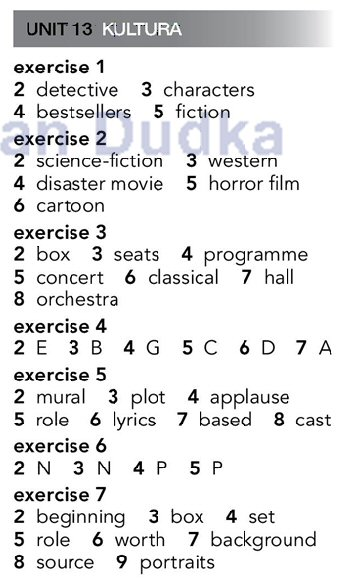 UNIT 13 KULTURA
exercise 1
2 detective 3 characters
4 bestsellers 5 fiction
an Dudka
exercise 2
2 science-fiction 3 western
4 disaster movie 5 horror film
6 cartoon
exercise 3
2 box 3 seats 4 programme
5 concert 6 classical 7 hall
8 orchestra
exercise 4
2 E 3 B 4 G 5 C 6 D 7 A
exercise 5
2 mural 3 plot 4 applause
5 role 6 lyrics 7 based 8 cast
exercise 6
2 N 3 N 4 P 5 P
exercise 7
2 beginning 3 box 4 set
5 role 6 worth 7 background
8 source 9 portraits